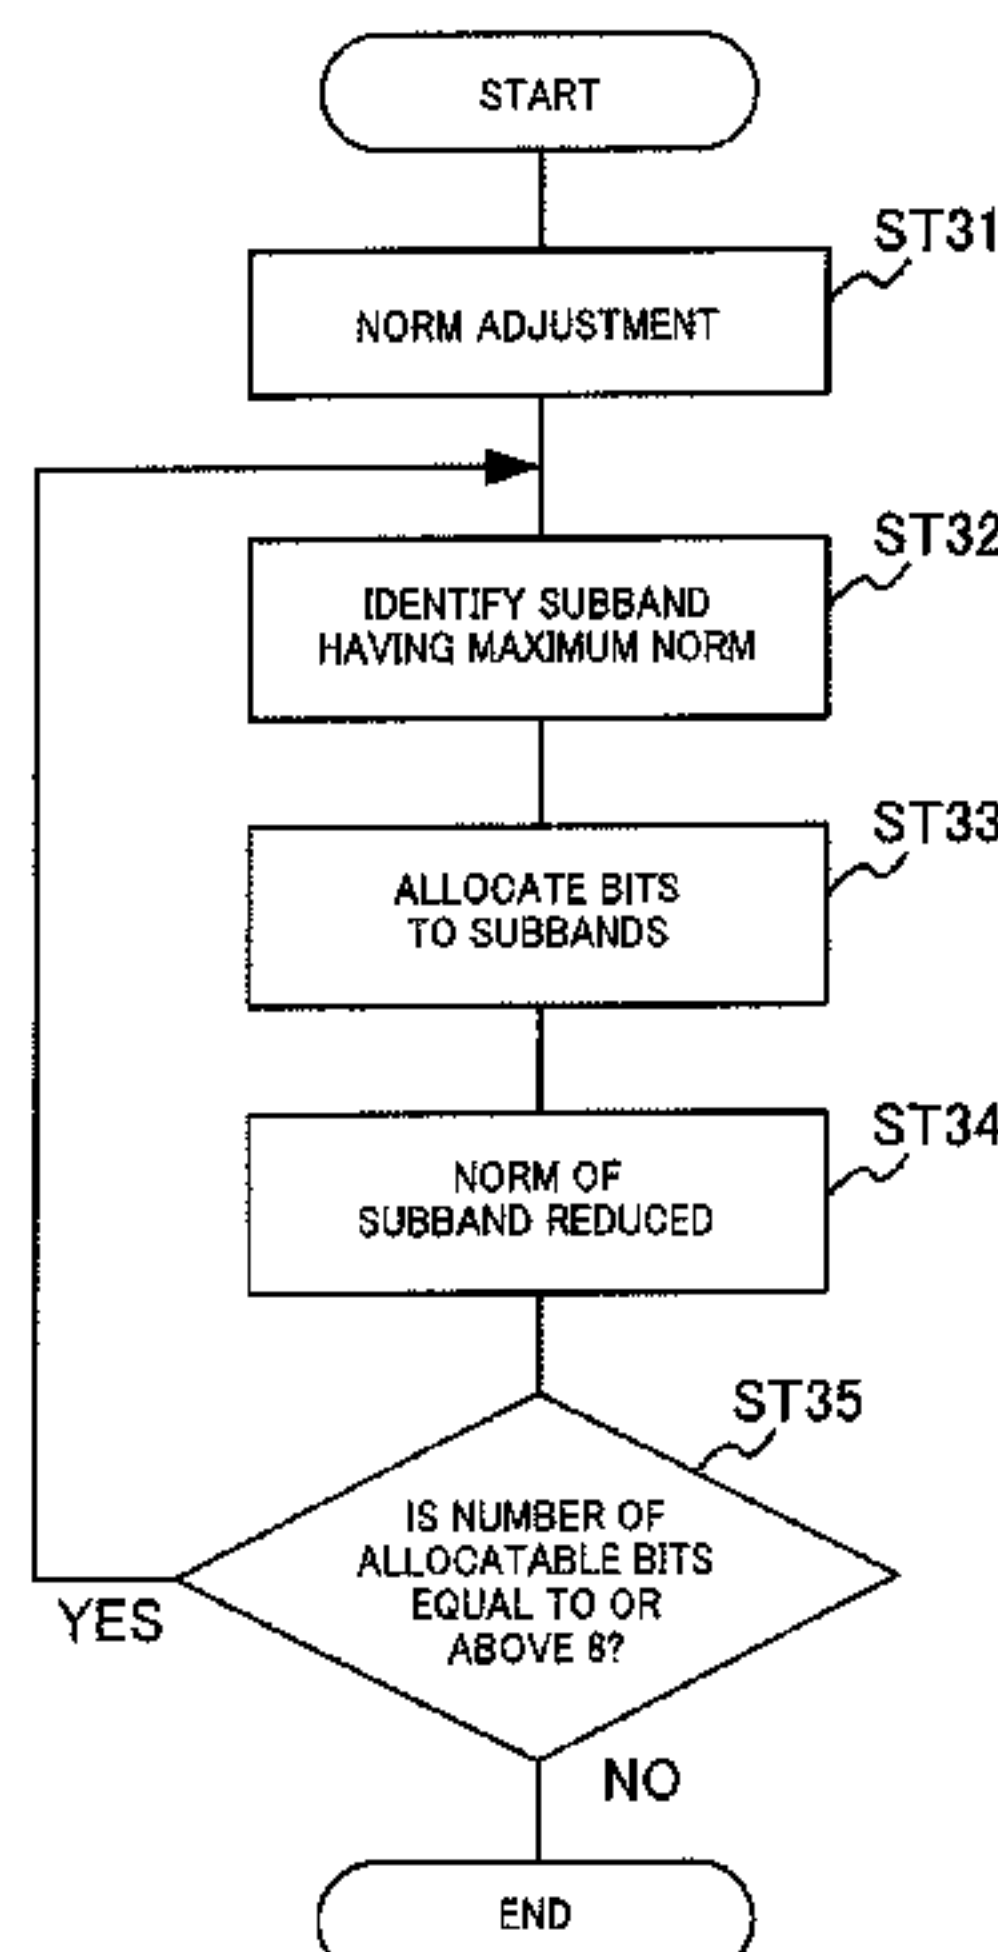 START
ST31
NORM ADJUSTMENT
ST32
IDENTIFY SUBBAND
HAVING MAXIMUM NORM
ST33
ALLOCATE BITS
TO SUBBANDS
ST34
NORM OF
SUBBAND REDUCED
ST35
IS NUMBER OF
ALLOCATABLE BITS
EQUAL TO OR
ABOVE 8?
YES
NO
END